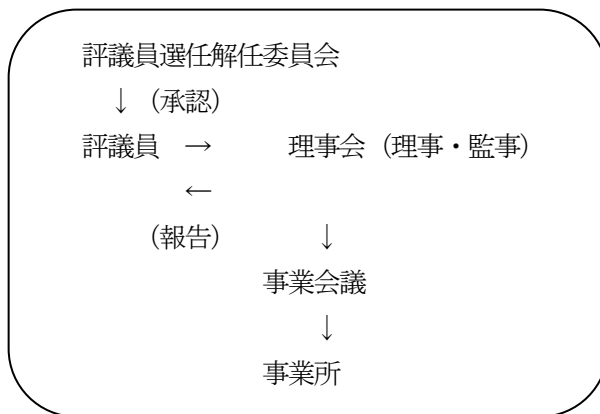 評議員選任解任委員会
↓（承認）
評議員 → 理事会（理事・監事）
←
（報告） ↓
事業会議
↓
事業所